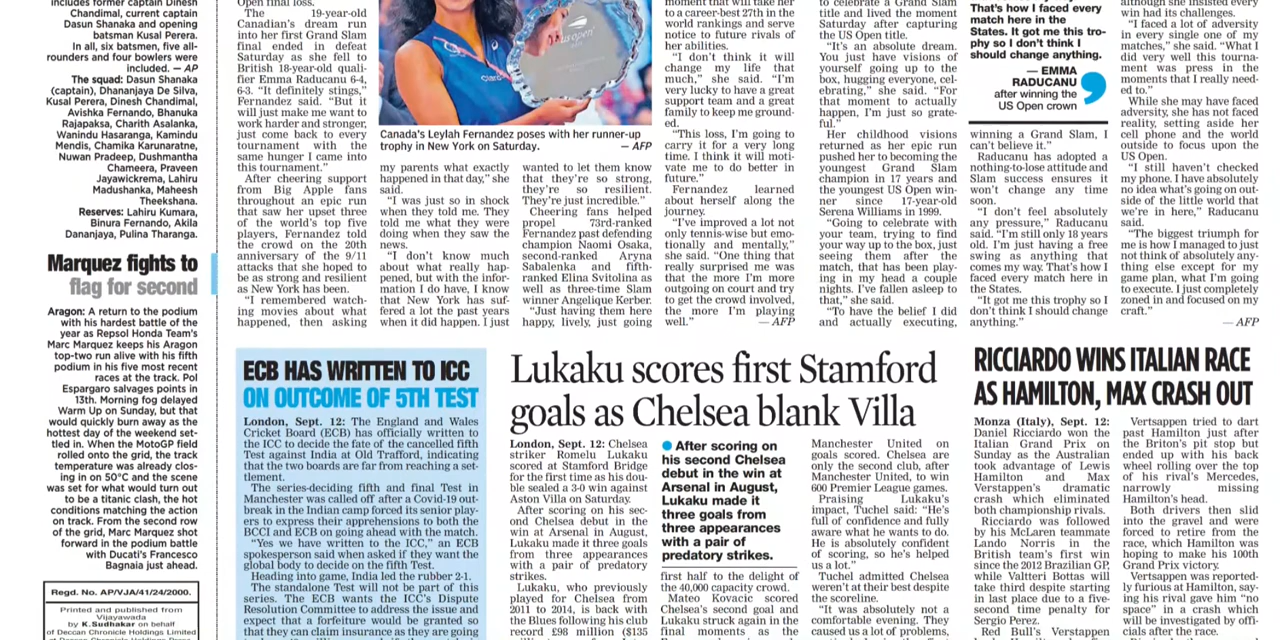 includes former captain Dinesh
Chandimal, current captain
Dasun Shanaka and opening
batsman Kusal Perera.
In all, six batsmen, five all-
rounders and four bowlers were
included. — AP
The squad: Dasun Shanaka
(captain), Dhananjaya De Silva,
Kusal Perera, Dinesh Chandimal,
Avishka Fernando, Bhanuka
Rajapaksa, Charith Asalanka,
Wanindu Hasaranga, Kamindu
Mendis, Chamika Karunaratne,
Nuwan Pradeep, Dushmantha
Chameera, Praveen
Jayawickrema, Lahiru
Madushanka, Maheesh
Theekshana.
Reserves: Lahiru Kumara,
Binura Fernando, Akila
Dananjaya, Pulina Tharanga.
Marquez fights to
flag for second
Aragon: A return to the podium
with his hardest battle of the
year as Repsol Honda Team's
Marc Marquez keeps his Aragon
top-two run alive with his fifth
podium in his five most recent
races at the track. Pol
Espargaro salvages points in
13th. Morning fog delayed
Warm Up on Sunday, but that
would quickly burn away as the
hottest day of the weekend set-
tled in. When the MotoGP field
rolled onto the grid, the track
temperature was already clos-
ing in on 50°C and the scene
was set for what would turn out
to be a titanic clash, the hot
conditions matching the action
on track. From the second row
of the grid, Marc Marquez shot
forward in the podium battle
with Ducati's Francesco
Bagnaia just ahead.
Regd. No. AP/VJA/41/24/2000.
Printed and published from
Vijayawada
by K.Sudhakar on behalf
of Deccan Chronicle Holdings Limited
Open final loss.
The 19-year-old
Canadian's dream run
into her first Grand Slam
final ended in defeat
Saturday as she fell to
British 18-year-old quali-
fier Emma Raducanu 6-4,
6-3. "It definitely stings,"
Fernandez said. "But it
will just make me want to
work harder and stronger,
just come back to every
tournament with the
same hunger I came into
this tournament."
After cheering support
from Big Apple fans
throughout an epic run
that saw her upset three
of the world's top five
players, Fernandez told
the crowd on the 20th
anniversary of the 9/11
attacks that she hoped to
be as strong and resilient
as New York has been.
"I remembered watch-
ing movies about what
happened, then asking
Canada's Leylah Fernandez poses with her runner-up
trophy in New York on Saturday. — AFP
my parents what exactly
happened in that day," she
said.
"I was just so in shock
when they told me. They
told me what they were
doing when they saw the
news.
"I don't know much
about what really hap-
pened, but with the infor-
mation I do have, I know
that New York has suf-
fered a lot the past years
when it did happen. I just
wanted to let them know
that they're so strong,
they're so resilient.
They're just incredible."
Cheering fans helped
propel 73rd-ranked
Fernandez past defending
champion Naomi Osaka,
second-ranked Aryna
Sabalenka and fifth-
ranked Elina Svitolina as
well as three-time Slam
winner Angelique Kerber.
"Just having them here
happy, lively, just going
moment that will take her
to a career-best 27th in the
world rankings and serve
notice to future rivals of
her abilities.
"I don't think it will
change my life that
much," she said. "I'm
very lucky to have a great
support team and a great
family to keep me ground-
ed.
"This loss, I'm going to
carry it for a very long
time. I think it will moti-
vate me to do better in
future."
Fernandez learned
about herself along the
journey.
"I've improved a lot not
only tennis-wise but emo-
tionally and mentally,"
she said. "One thing that
really surprised me was
that the more I'm more
outgoing on court and try
to get the crowd involved,
the more I'm playing
well." — AFP
to celebrate a Grand Slam
title and lived the moment
Saturday after capturing
the US Open title.
"It's an absolute dream.
You just have visions of
yourself going up to the
box, hugging everyone, cel-
ebrating," she said. "For
that moment to actually
happen, I'm just so grate-
ful."
Her childhood visions
returned as her epic run
pushed her to becoming the
youngest Grand Slam
champion in 17 years and
the youngest US Open win-
ner since 17-year-old
Serena Williams in 1999.
"Going to celebrate with
your team, trying to find
your way up to the box, just
seeing them after the
match, that has been play-
ing in my head a couple
nights. I've fallen asleep to
that," she said.
"To have the belief I did
and actually executing,
That's how I faced every
match here in the
States. It got me this tro-
phy so I don't think I
should change anything.
— EMMA
RADUCANU
after winning the
US Open crown
winning a Grand Slam, I
can't believe it."
Raducanu has adopted a
nothing-to-lose attitude and
Slam success ensures it
won't change any time
soon.
"I don't feel absolutely
any pressure," Raducanu
said. "I'm still only 18 years
old. I'm just having a free
swing as anything that
comes my way. That's how I
faced every match here in
the States.
"It got me this trophy so I
don't think I should change
anything."
although she insisted every
win had its challenges.
"I faced a lot of adversity
in every single one of my
matches," she said. "What I
did very well this tourna-
ment was press in the
moments that I really need-
ed to."
While she may have faced
adversity, she has not faced
reality, setting aside her
cell phone and the world
outside to focus upon the
US Open.
"I still haven't checked
my phone. I have absolutely
no idea what's going on out-
side of the little world that
we're in here," Raducanu
said.
"The biggest triumph for
me is how I managed to just
not think of absolutely any-
thing else except for my
game plan, what I'm going
to execute. I just completely
zoned in and focused on my
craft." — AFP
ECB HAS WRITTEN TO ICC
ON OUTCOME OF 5TH TEST
London, Sept. 12: The England and Wales
Cricket Board (ECB) has officially written to
the ICC to decide the fate of the cancelled fifth
Test against India at Old Trafford, indicating
that the two boards are far from reaching a set-
tlement.
The series-deciding fifth and final Test in
Manchester was called off after a Covid-19 out-
break in the Indian camp forced its senior play-
ers to express their apprehensions to both the
BCCI and ECB on going ahead with the match.
"Yes we have written to the ICC," an ECB
spokesperson said when asked if they want the
global body to decide on the fifth Test.
Heading into game, India led the rubber 2-1.
The standalone Test will not be part of this
series. The ECB wants the ICC's Dispute
Resolution Committee to address the issue and
expect that a forfeiture would be granted so
that they can claim insurance as they are going
Lukaku scores first Stamford
goals as Chelsea blank Villa
London, Sept. 12: Chelsea
striker Romelu Lukaku
scored at Stamford Bridge
for the first time as his dou-
ble sealed a 3-0 win against
Aston Villa on Saturday.
After scoring on his sec-
ond Chelsea debut in the
win at Arsenal in August,
Lukaku made it three goals
from three appearances
with a pair of predatory
strikes.
Lukaku, who previously
played for Chelsea from
2011 to 2014, is back with
the Blues following his club
record £98 million ($135
● After scoring on
his second Chelsea
debut in the win at
Arsenal in August,
Lukaku made it
three goals from
three appearances
with a pair of
predatory strikes.
first half to the delight of
the 40,000 capacity crowd.
Mateo Kovacic scored
Chelsea's second goal and
Lukaku struck again in the
final moments as the
Manchester United on
goals scored. Chelsea are
only the second club, after
Manchester United, to win
600 Premier League games.
Praising Lukaku's
impact, Tuchel said: "He's
full of confidence and fully
aware what he wants to do.
He is absolutely confident
of scoring, so he's helped
us a lot."
Tuchel admitted Chelsea
weren't at their best despite
the scoreline.
"It was absolutely not a
comfortable evening. They
caused us a lot of problems,
RICCIARDO WINS ITALIAN RACE
AS HAMILTON, MAX CRASH OUT
Monza (Italy), Sept. 12:
Daniel Ricciardo won the
Italian Grand Prix on
Sunday as the Australian
took advantage of Lewis
Hamilton and Max
Verstappen's dramatic
crash which eliminated
both championship rivals.
Ricciardo was followed
by his McLaren teammate
Lando Norris in the
British team's first win
since the 2012 Brazilian GP,
while Valtteri Bottas will
take third despite starting
in last place due to a five-
second time penalty for
Sergio Perez.
Red Bull's Verstappen
Vertsappen tried to dart
past Hamilton just after
the Briton's pit stop but
ended up with his back
wheel rolling over the top
of his rival's Mercedes,
narrowly missing
Hamilton's head.
Both drivers then slid
into the gravel and were
forced to retire from the
race, which Hamilton was
hoping to make his 100th
Grand Prix victory.
Verstappen was reported-
ly furious at Hamilton, say-
ing his rival gave him "no
space" in a crash which
will be investigated by offi-
cials after the race.